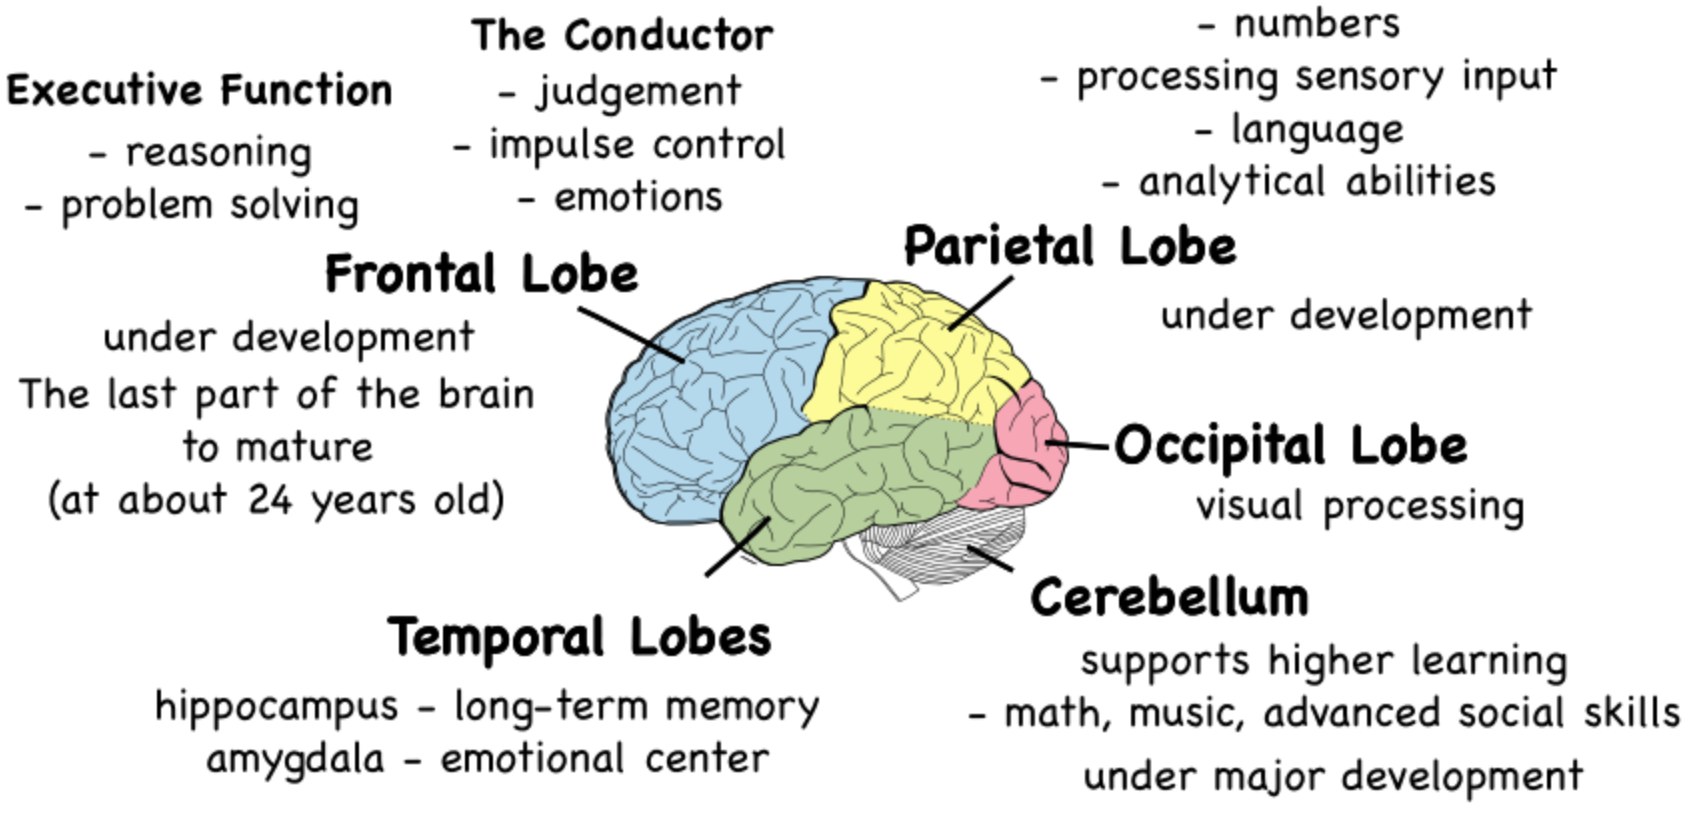 Executive Function
- reasoning
- problem solving
The Conductor
- judgement
- impulse control
- emotions
Frontal Lobe
under development
The last part of the brain
to mature
(at about 24 years old)
- numbers
- processing sensory input
- language
- analytical abilities
Parietal Lobe
under development
Occipital Lobe
visual processing
Temporal Lobes
hippocampus - long-term memory
amygdala - emotional center
Cerebellum
supports higher learning
- math, music, advanced social skills
under major development